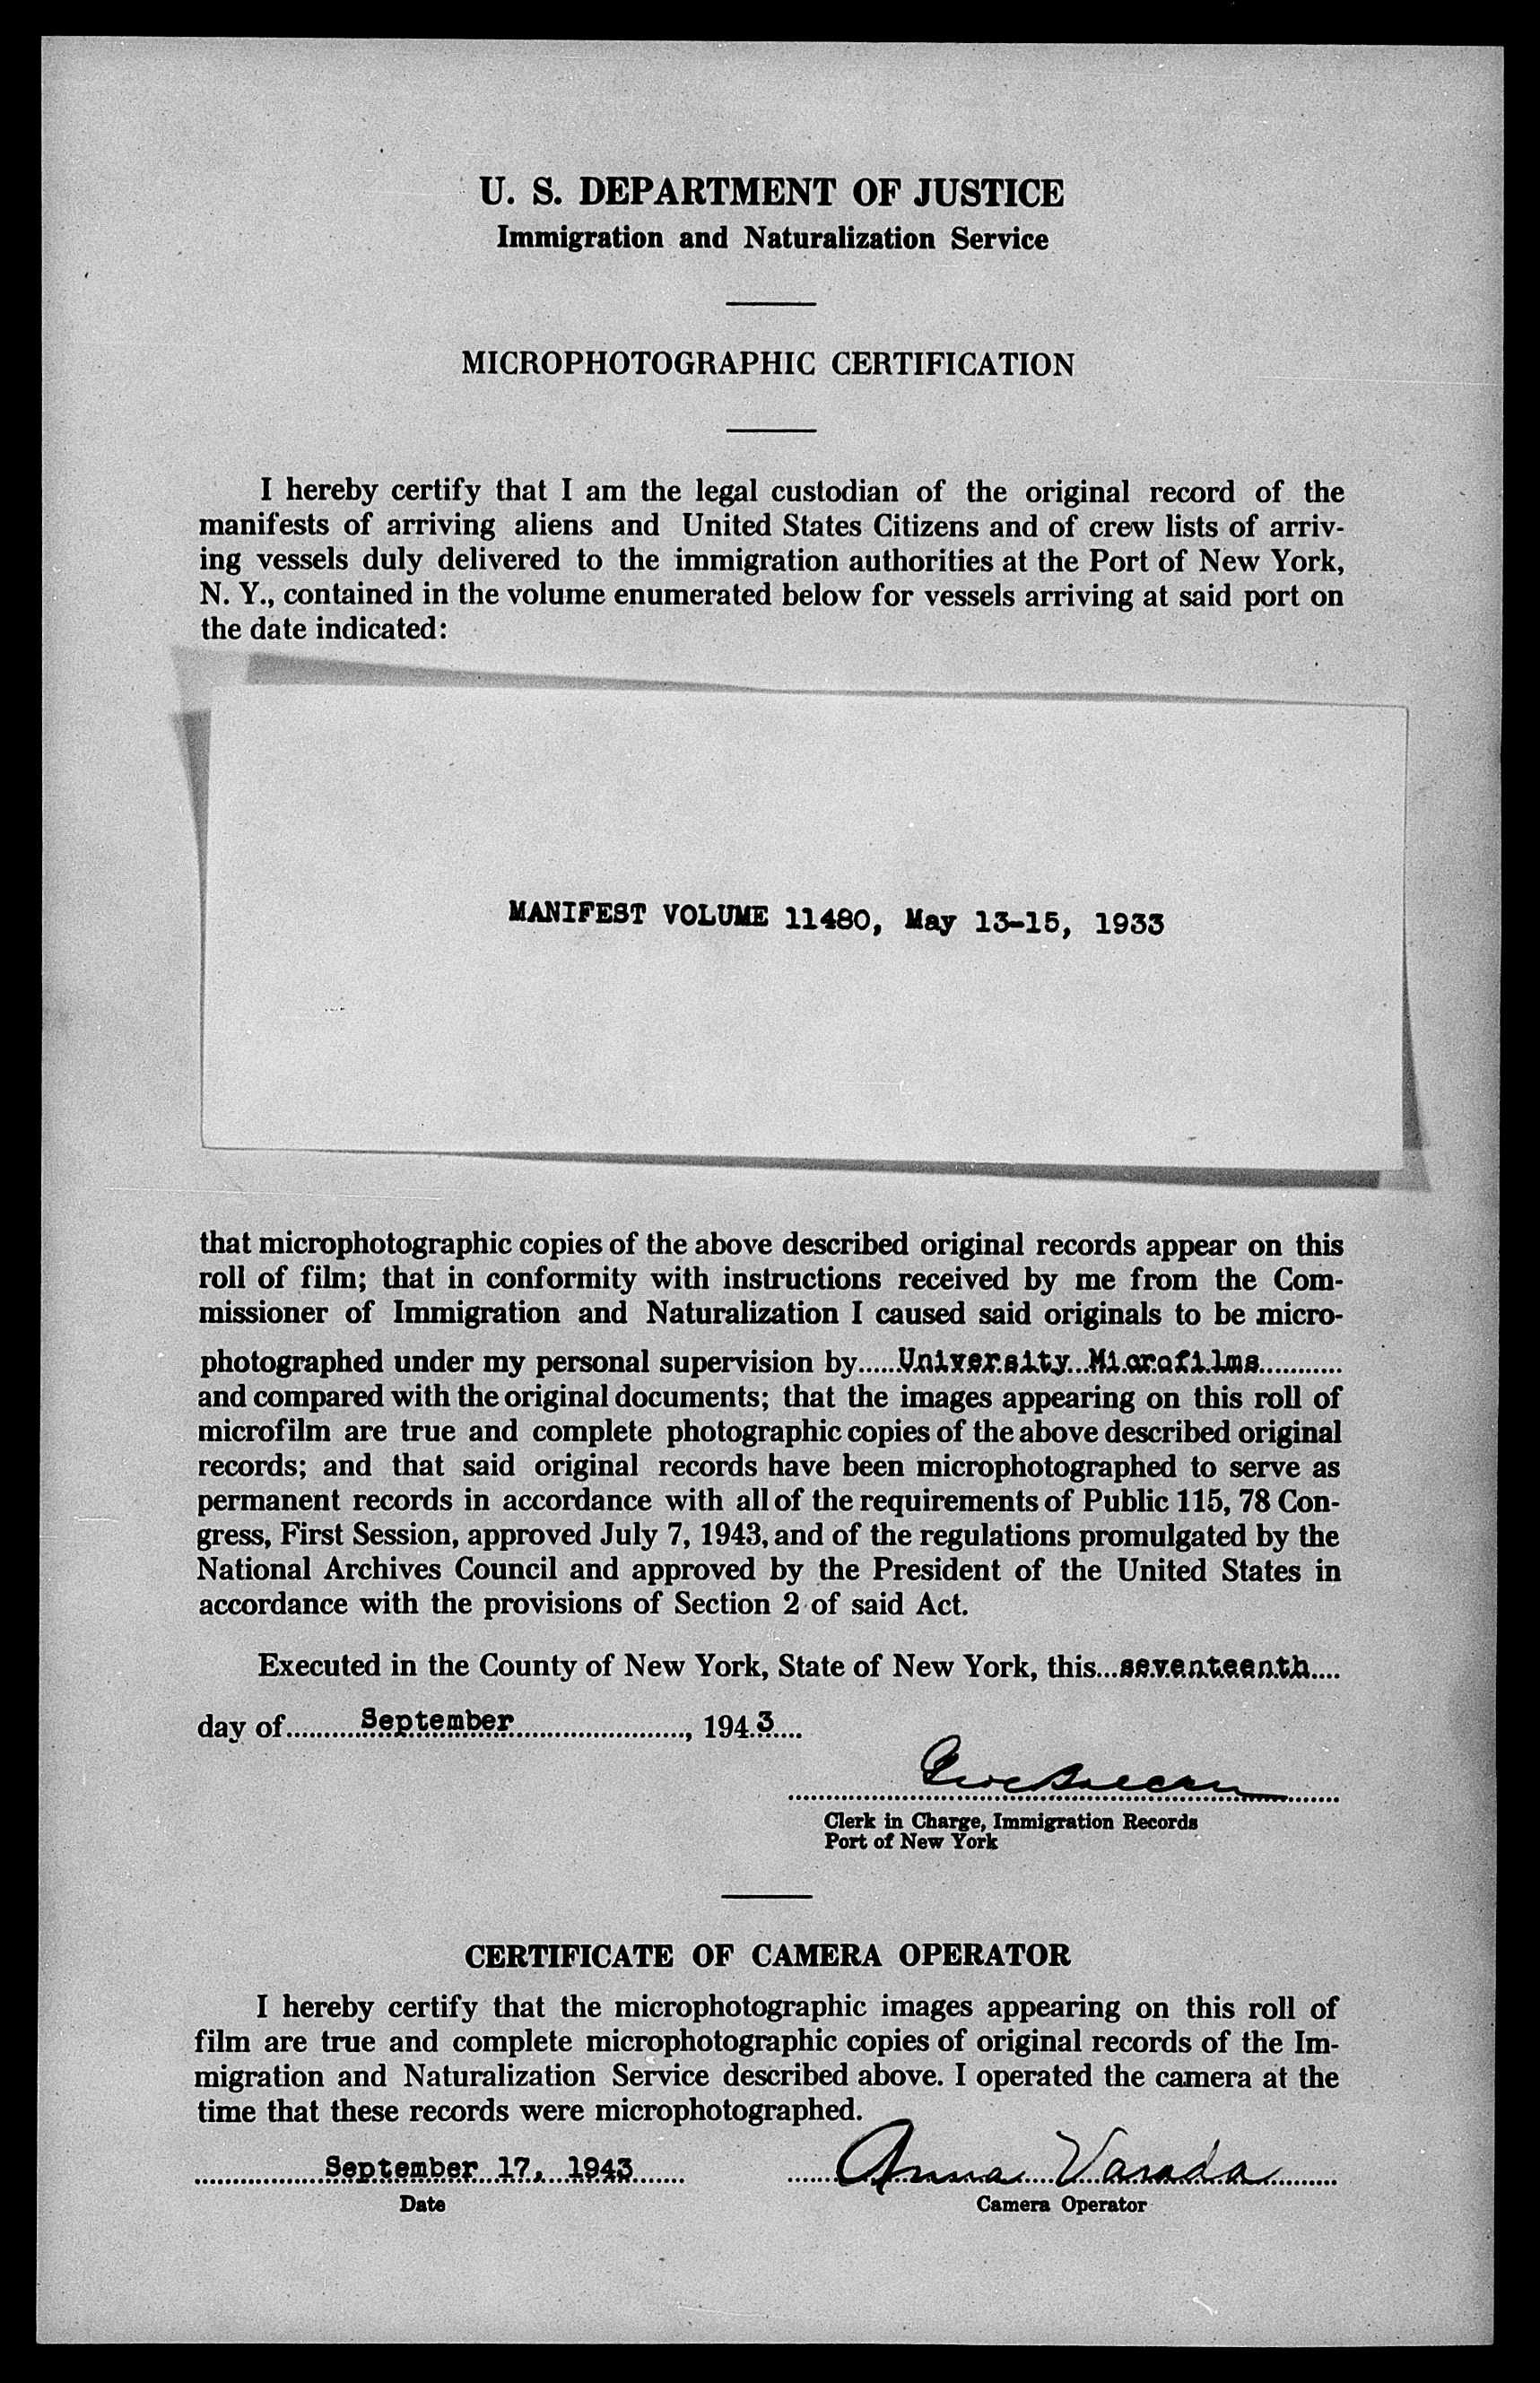 U. S. DEPARTMENT OF JUSTICE
Immigration and Naturalization Service
MICROPHOTOGRAPHIC CERTIFICATION
I hereby certify that I am the legal custodian of the original record of the
manifests of arriving aliens and United States Citizens and of crew lists of arriv-
ing vessels duly delivered to the immigration authorities at the Port of New York,
N. Y., contained in the volume enumerated below for vessels arriving at said port on
the date indicated:
MANIFEST VOLUME 11480, May 13-15, 1933
that microphotographic copies of the above described original records appear on this
roll of film; that in conformity with instructions received by me from the Com-
missioner of Immigration and Naturalization I caused said originals to be micro-
photographed under my personal supervision by.....University Microfilms...........
and compared with the original documents; that the images appearing on this roll of
microfilm are true and complete photographic copies of the above described original
records; and that said original records have been microphotographed to serve as
permanent records in accordance with all of the requirements of Public 115, 78 Con-
gress, First Session, approved July 7, 1943, and of the regulations promulgated by the
National Archives Council and approved by the President of the United States in
accordance with the provisions of Section 2 of said Act.
Executed in the County of New York, State of New York, this...seventeenth....
day of..........September......................., 194.3....
Clerk in Charge, Immigration Records
Port of New York
CERTIFICATE OF CAMERA OPERATOR
I hereby certify that the microphotographic images appearing on this roll of
film are true and complete microphotographic copies of original records of the Im-
migration and Naturalization Service described above. I operated the camera at the
time that these records were microphotographed.
September 17, 1943 Anna Varada
Date Camera Operator